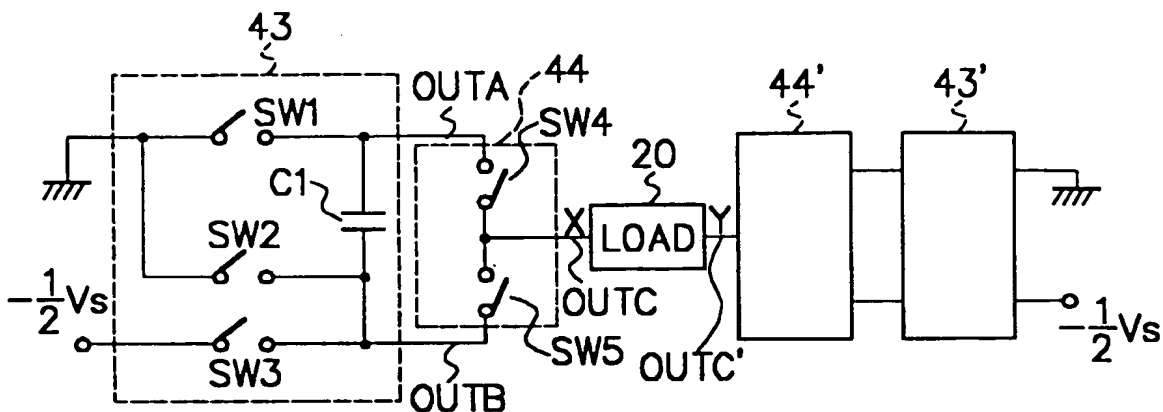 43
44
44'
43'
OUTA
SW1
SW4
C1
20
X
LOAD
Y
SW2
-1/2Vs
OUTC
SW3
SW5
OUTC'
-1/2Vs
OUTB